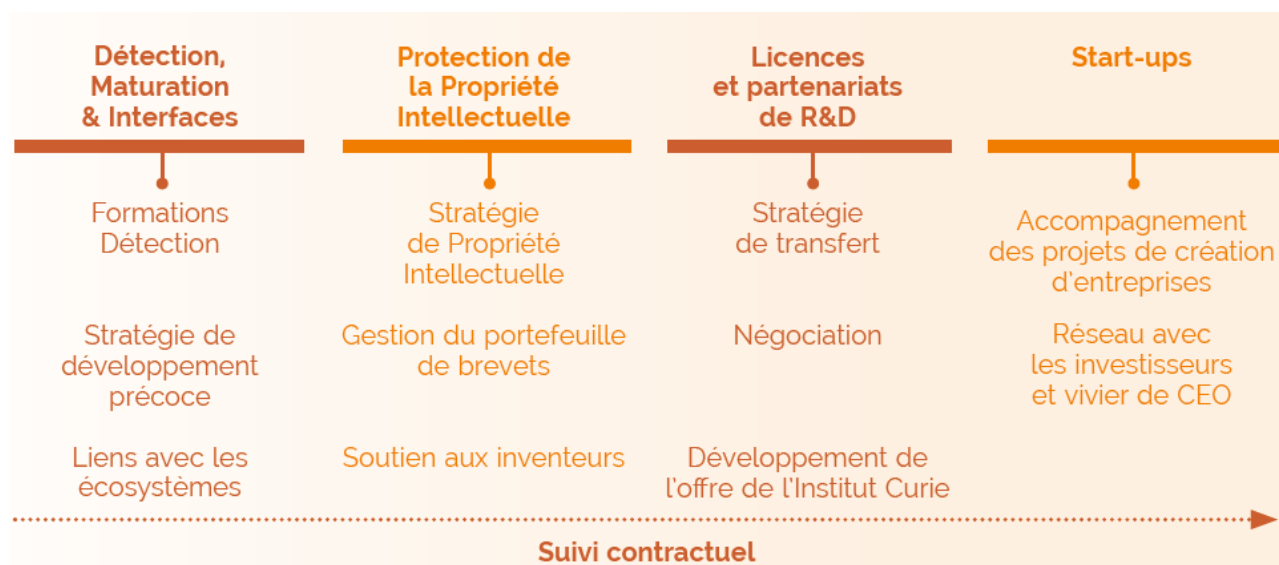 Détection,
Maturation
& Interfaces
Formations
Détection
Stratégie de
développement
précoce
Liens avec les
écosystèmes
Protection de
la Propriété
Intellectuelle
Stratégie
de Propriété
Intellectuelle
Gestion du portefeuille
de brevets
Soutien aux inventeurs
Licences
et partenariats
de R&D
Stratégie
de transfert
Négociation
Développement de
l'offre de l'Institut Curie
Start-ups
Accompagnement
des projets de création
d'entreprises
Réseau avec
les investisseurs
et vivier de CEO
Suivi contractuel